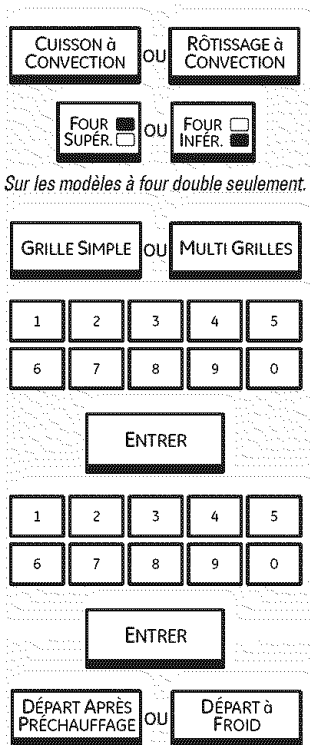 CUISSON à CONVECTION OU RÔTISSAGE à CONVECTION
FOUR SUPÉR. OU FOUR INFÉR.
Sur les modèles à four double seulement.
GRILLE SIMPLE OU MULTI GRILLES
1 2 3 4 5
6 7 8 9 0
ENTRER
1 2 3 4 5
6 7 8 9 0
ENTRER
DÉPART APRÈS PRÉCHAUFFAGE OU DÉPART à FROID